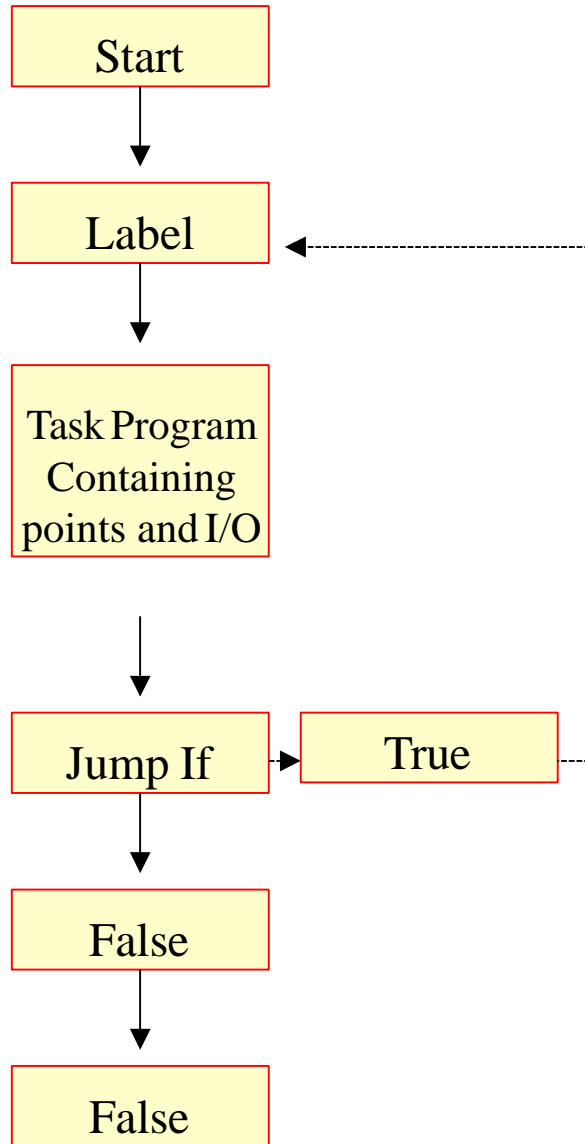 Start
Label
Task Program
Containing
points and I/O
Jump If
True
False
False